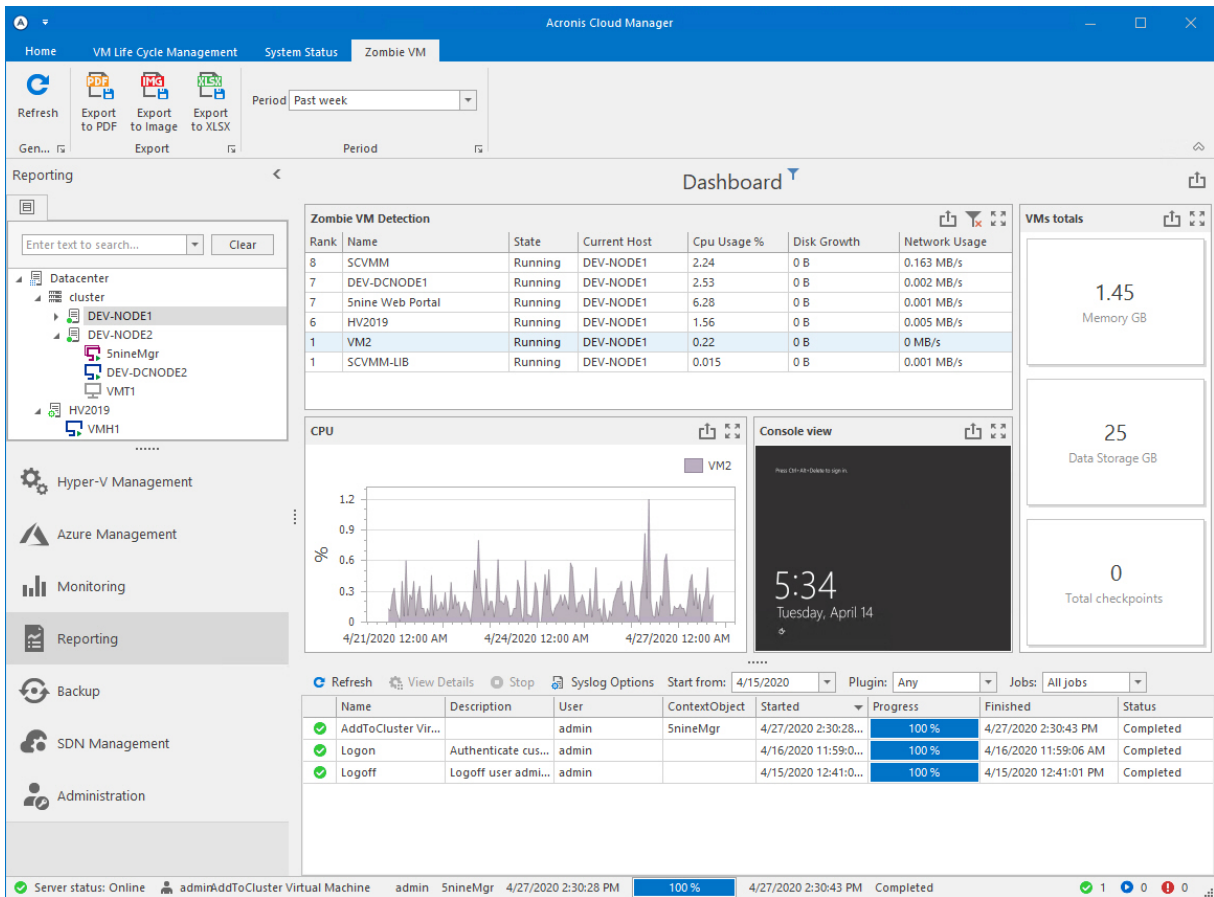 Acronis Cloud Manager
Home VM Life Cycle Management System Status Zombie VM
Refresh
Export to PDF
Export to Image
Export to XLSX
PDF IMG XLSX
Period Past week
Gen... Export Period
Reporting
Dashboard
Enter text to search... Clear
Datacenter
cluster
DEV-NODE1
DEV-NODE2
5nineMgr
DEV-DCNODE2
VMT1
HV2019
VMH1
Hyper-V Management
Azure Management
Monitoring
Reporting
Backup
SDN Management
Administration
Zombie VM Detection
Rank Name State Current Host Cpu Usage % Disk Growth Network Usage
8 SCVMM Running DEV-NODE1 2.24 0 B 0.163 MB/s
7 DEV-DCNODE1 Running DEV-NODE1 2.53 0 B 0.002 MB/s
7 5nine Web Portal Running DEV-NODE1 6.28 0 B 0.001 MB/s
6 HV2019 Running DEV-NODE1 1.56 0 B 0.005 MB/s
1 VM2 Running DEV-NODE1 0.22 0 B 0 MB/s
1 SCVMM-LIB Running DEV-NODE1 0.015 0 B 0.001 MB/s
VMs totals
1.45
Memory GB
25
Data Storage GB
0
Total checkpoints
CPU
VM2
%
1.2
0.9
0.6
0.3
0
4/21/2020 12:00 AM 4/24/2020 12:00 AM 4/27/2020 12:00 AM
Console view
Press Ctrl+Alt+Delete to sign in.
5:34
Tuesday, April 14
Refresh View Details Stop Syslog Options Start from: 4/15/2020 Plugin: Any Jobs: All jobs
Name Description User ContextObject Started Progress Finished Status
AddToCluster Vir... admin 5nineMgr 4/27/2020 2:30:28... 100 % 4/27/2020 2:30:43 PM Completed
Logon Authenticate cus... admin 4/16/2020 11:59:0... 100 % 4/16/2020 11:59:06 AM Completed
Logoff Logoff user admi... admin 4/15/2020 12:41:0... 100 % 4/15/2020 12:41:01 PM Completed
Server status: Online adminAddToCluster Virtual Machine admin 5nineMgr 4/27/2020 2:30:28 PM 100 % 4/27/2020 2:30:43 PM Completed 1 0 0